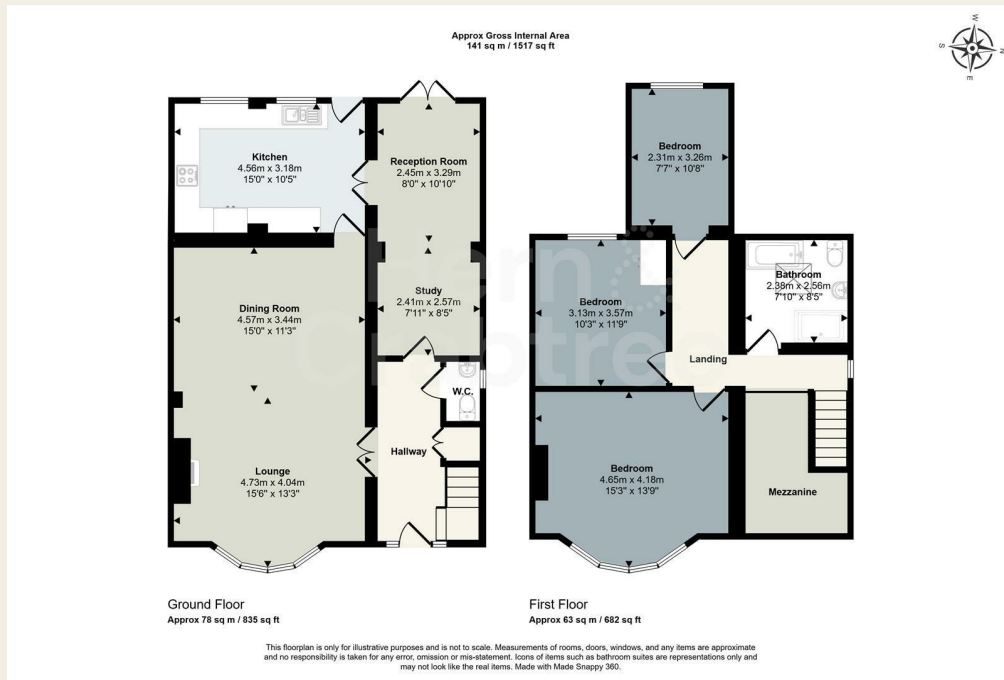 Approx Gross Internal Area
141 sq m / 1517 sq ft
W
S
N
E
Kitchen
4.56m x 3.18m
15'0" x 10'5"
Reception Room
2.45m x 3.29m
8'0" x 10'10"
Study
2.41m x 2.57m
7'11" x 8'5"
Dining Room
4.57m x 3.44m
15'0" x 11'3"
W.C.
Hallway
Lounge
4.73m x 4.04m
15'6" x 13'3"
Bedroom
2.31m x 3.26m
7'7" x 10'8"
Bedroom
3.13m x 3.57m
10'3" x 11'9"
Bathroom
2.38m x 2.56m
7'10" x 8'5"
Landing
Bedroom
4.65m x 4.18m
15'3" x 13'9"
Mezzanine
Hern
Crabtree
Ground Floor
Approx 78 sq m / 835 sq ft
First Floor
Approx 63 sq m / 682 sq ft
This floorplan is only for illustrative purposes and is not to scale. Measurements of rooms, doors, windows, and any items are approximate
and no responsibility is taken for any error, omission or mis-statement. Icons of items such as bathroom suites are representations only and
may not look like the real items. Made with Made Snappy 360.